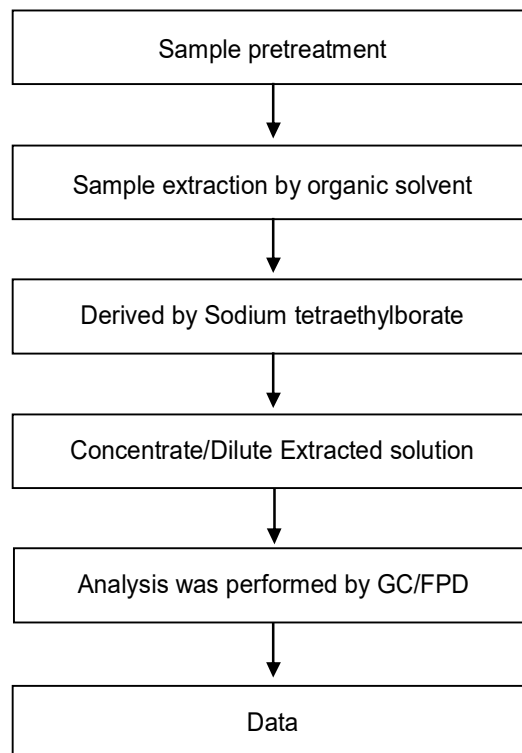 Sample pretreatment
Sample extraction by organic solvent
Derived by Sodium tetraethylborate
Concentrate/Dilute Extracted solution
Analysis was performed by GC/FPD
Data